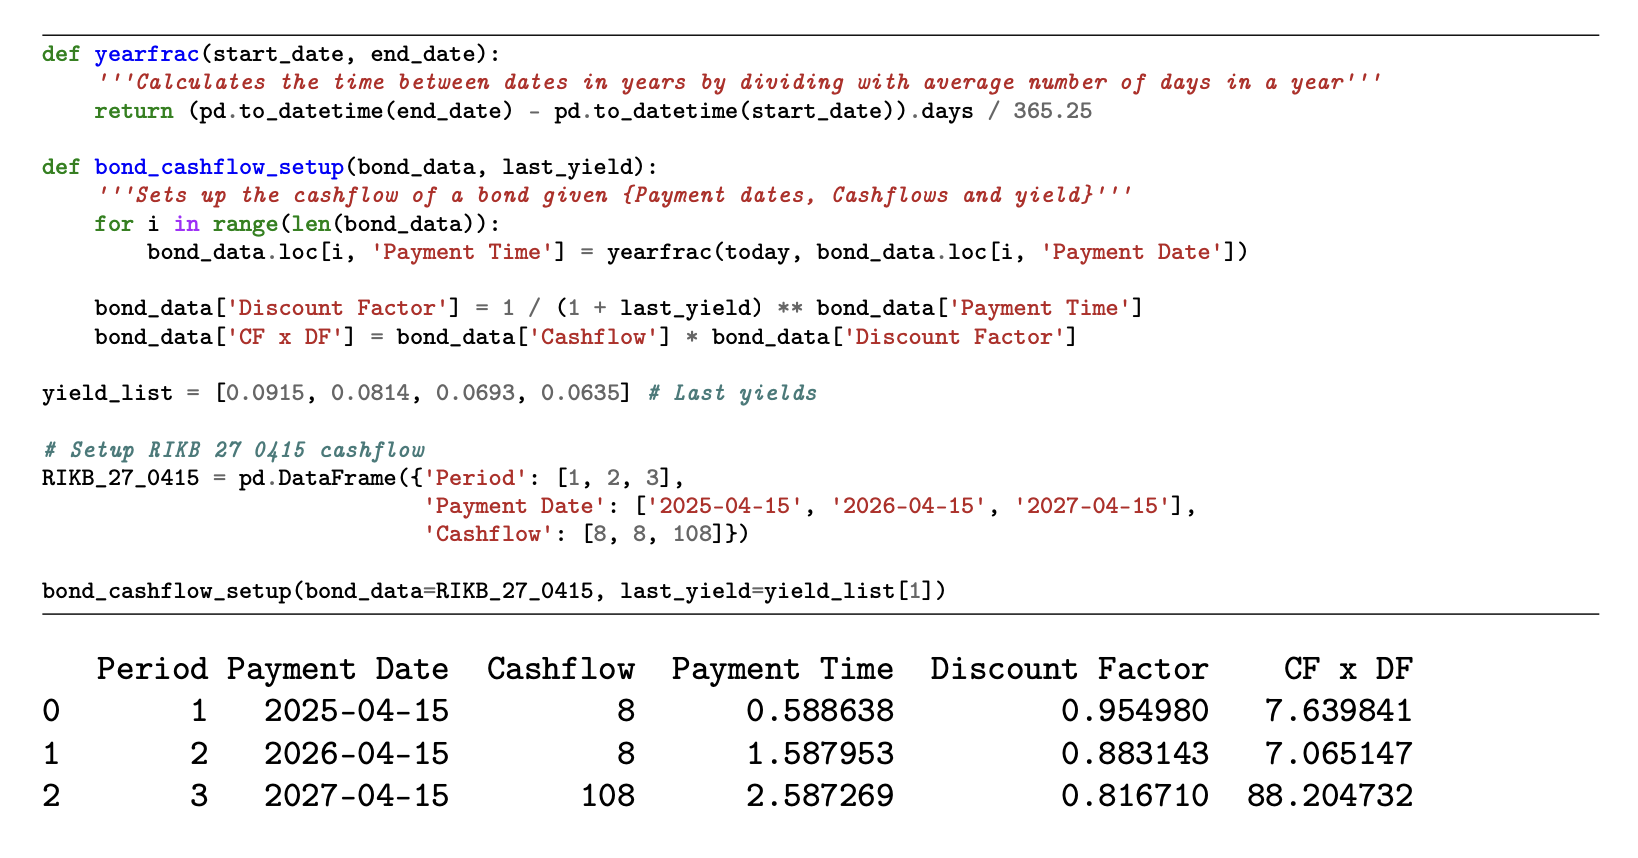 def yearfrac(start_date, end_date):
    '''Calculates the time between dates in years by dividing with average number of days in a year'''
    return (pd.to_datetime(end_date) - pd.to_datetime(start_date)).days / 365.25

def bond_cashflow_setup(bond_data, last_yield):
    '''Sets up the cashflow of a bond given {Payment dates, Cashflows and yield}'''
    for i in range(len(bond_data)):
        bond_data.loc[i, 'Payment Time'] = yearfrac(today, bond_data.loc[i, 'Payment Date'])

    bond_data['Discount Factor'] = 1 / (1 + last_yield) ** bond_data['Payment Time']
    bond_data['CF x DF'] = bond_data['Cashflow'] * bond_data['Discount Factor']

yield_list = [0.0915, 0.0814, 0.0693, 0.0635] # Last yields

# Setup RIKB 27 0415 cashflow
RIKB_27_0415 = pd.DataFrame({'Period': [1, 2, 3],
                             'Payment Date': ['2025-04-15', '2026-04-15', '2027-04-15'],
                             'Cashflow': [8, 8, 108]})

bond_cashflow_setup(bond_data=RIKB_27_0415, last_yield=yield_list[1])

   Period Payment Date  Cashflow  Payment Time  Discount Factor    CF x DF
0       1   2025-04-15         8      0.588638         0.954980   7.639841
1       2   2026-04-15         8      1.587953         0.883143   7.065147
2       3   2027-04-15       108      2.587269         0.816710  88.204732